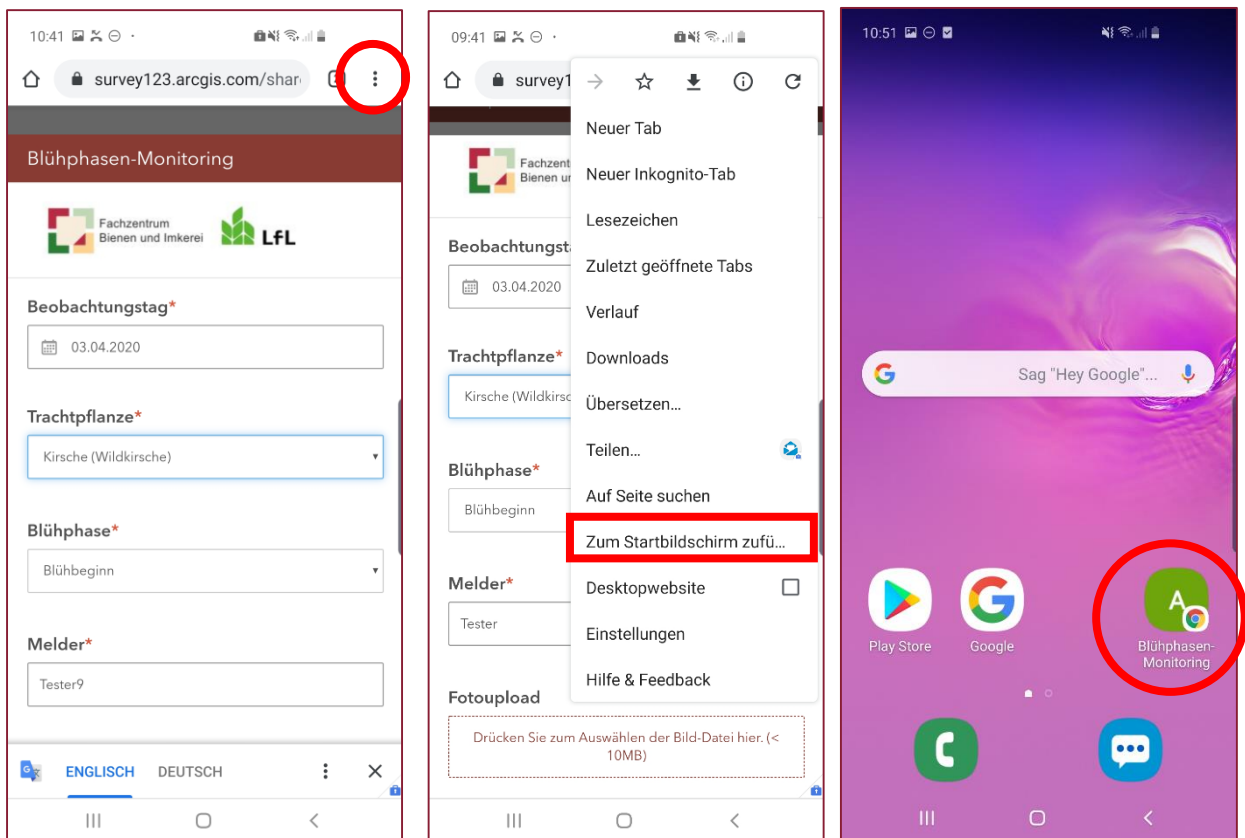 10:41
survey123.arcgis.com/shar
Blühphasen-Monitoring
Fachzentrum
Bienen und Imkerei
LfL
Beobachtungstag*
03.04.2020
Trachtpflanze*
Kirsche (Wildkirsche)
Blühphase*
Blühbeginn
Melder*
Tester9
ENGLISCH DEUTSCH
09:41
survey1
Fachzent
Bienen ur
Beobachtungsta
03.04.2020
Trachtpflanze*
Kirsche (Wildkirsc
Blühphase*
Blühbeginn
Melder*
Tester
Fotoupload
Drücken Sie zum Auswählen der Bild-Datei hier. (<
10MB)
Neuer Tab
Neuer Inkognito-Tab
Lesezeichen
Zuletzt geöffnete Tabs
Verlauf
Downloads
Übersetzen...
Teilen...
Auf Seite suchen
Zum Startbildschirm zufü...
Desktopwebsite
Einstellungen
Hilfe & Feedback
10:51
G
Sag "Hey Google"...
A
Play Store
Google
Blühphasen-
Monitoring